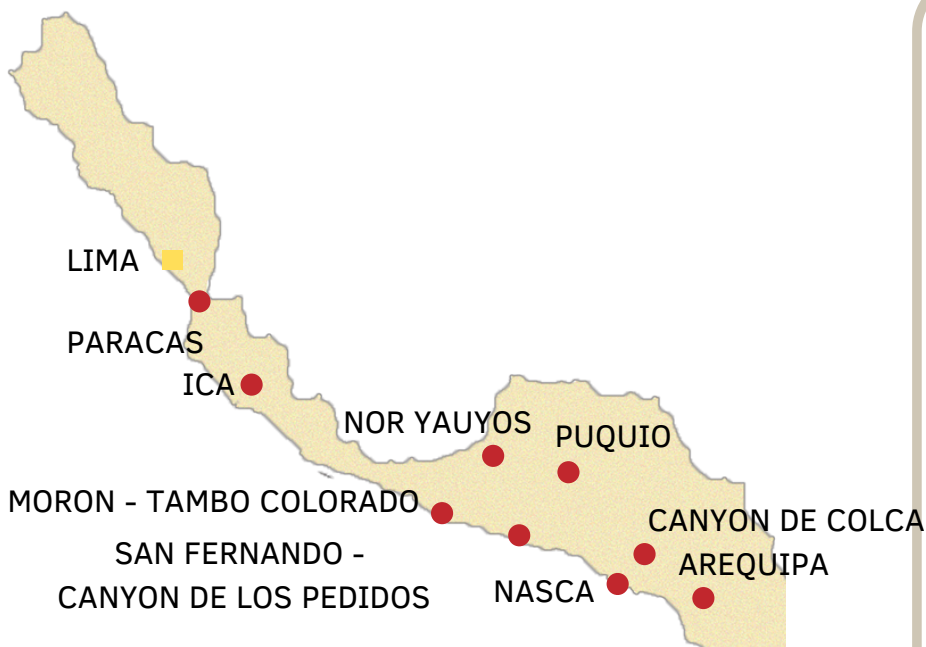 LIMA
PARACAS
ICA
NOR YAUYOS
PUQUIO
MORON - TAMBO COLORADO
CANYON DE COLCA
SAN FERNANDO -
CANYON DE LOS PEDIDOS
AREQUIPA
NASCA